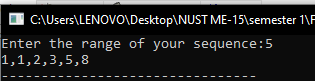 C:\Users\LENOVO\Desktop\NUST ME-15\semester 1\F
Enter the range of your sequence:5
1,1,2,3,5,8
--------------------------------